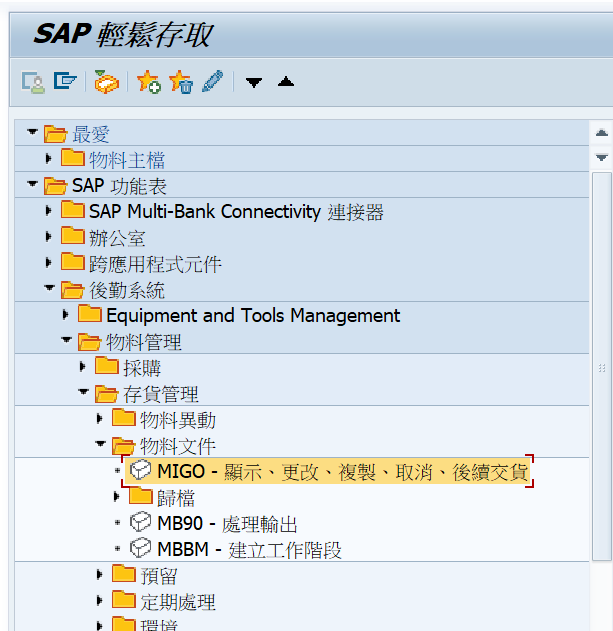 SAP 輕鬆存取
最愛
物料主檔
SAP 功能表
SAP Multi-Bank Connectivity 連接器
辦公室
跨應用程式元件
後勤系統
Equipment and Tools Management
物料管理
採購
存貨管理
物料異動
物料文件
MIGO - 顯示、更改、複製、取消、後續交貨
歸檔
MB90 - 處理輸出
MBBM - 建立工作階段
預留
定期處理
環境